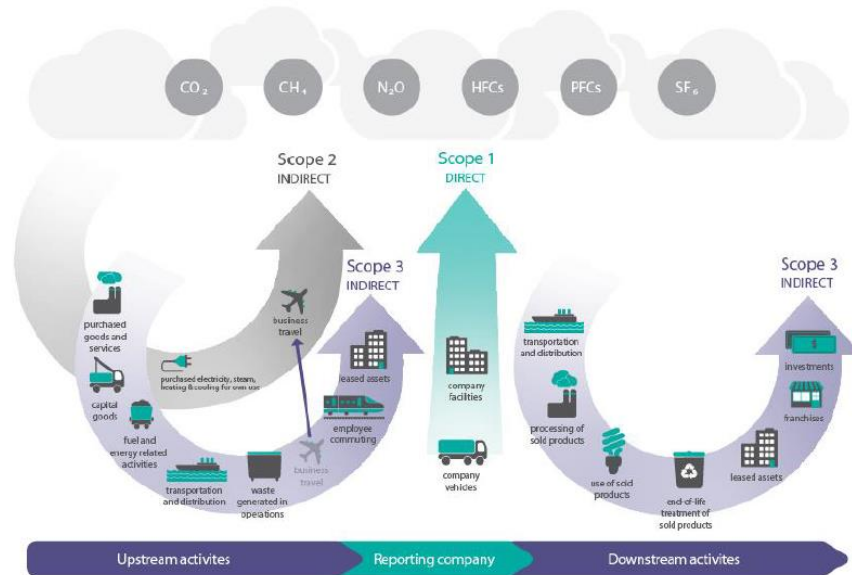 CO₂
CH₄
N₂O
HFCs
PFCs
SF₆
Scope 2
INDIRECT
Scope 1
DIRECT
Scope 3
INDIRECT
Scope 3
INDIRECT
purchased
goods and
services
capital
goods
fuel and
energy related
activities
transportation
and distribution
waste
generated in
operations
business
travel
purchased electricity, steam,
heating & cooling for own use
business
travel
employee
commuting
leased assets
company
facilities
company
vehicles
transportation
and distribution
processing of
sold products
use of sold
products
end-of-life
treatment of
sold products
leased assets
franchises
investments
$
Upstream activites
Reporting company
Downstream activites